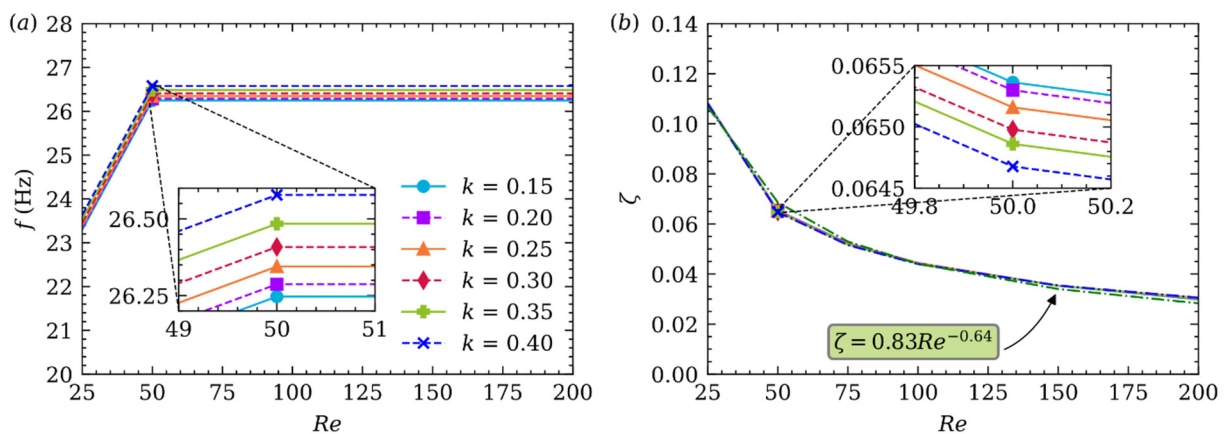 (a)
28
27
26
25
24
23
22
21
20
f (Hz)
25 50 75 100 125 150 175 200
Re
26.50
26.25
49 50 51
k = 0.15
k = 0.20
k = 0.25
k = 0.30
k = 0.35
k = 0.40
(b)
0.14
0.12
0.10
0.08
0.06
0.04
0.02
0.00
ζ
25 50 75 100 125 150 175 200
Re
0.0655
0.0650
0.0645
49.8 50.0 50.2
ζ = 0.83Re^{−0.64}